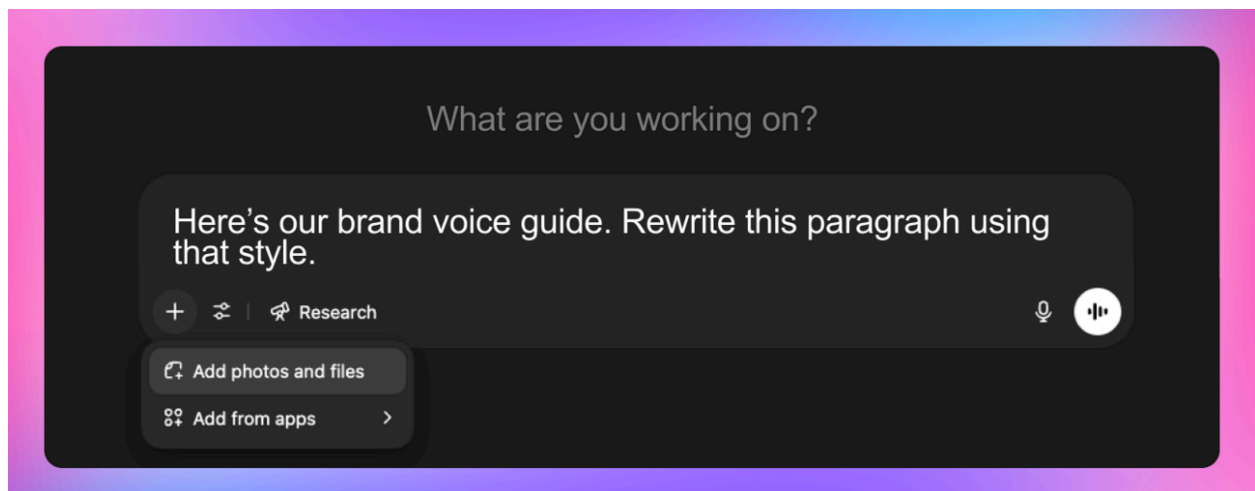 What are you working on?
Here’s our brand voice guide. Rewrite this paragraph using
that style.
Research
Add photos and files
Add from apps